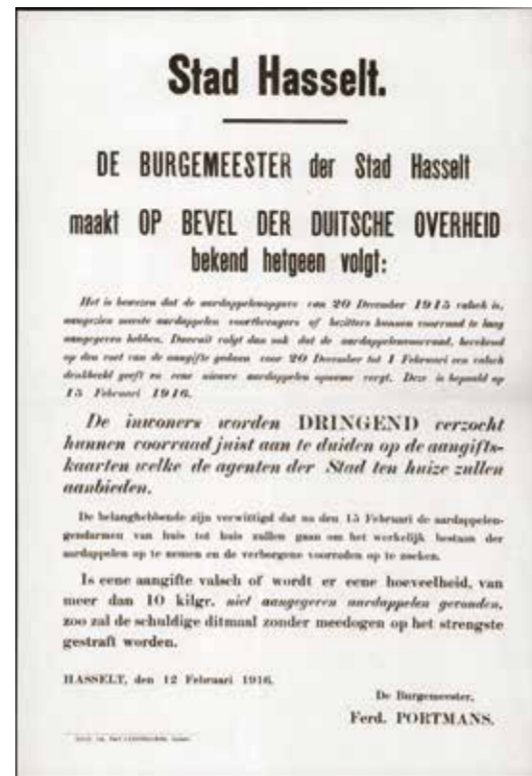 Stad Hasselt.
DE BURGEMEESTER der Stad Hasselt
maakt OP BEVEL DER DUITSCHE OVERHEID
bekend hetgeen volgt:
Het is bewezen dat de aardappelenopgave van 20 December 1915 valsch is,
aangezien meeste aardappelen voortbrengers of bezitters hunnen voorraad te laag
aangegeven hebben. Daaruit volgt dan ook dat de aardappelenvoorraad, berekend
op den voet van de aangifte gedaan voor 20 December tot 1 Februari een valsch
denkbeeld geeft en eene nieuwe aardappelen opname vergt. Deze is bepaald op
15 Februari 1916.
De inwoners worden DRINGEND verzocht
hunnen voorraad juist aan te duiden op de aangifts-
kaarten welke de agenten der Stad ten huize zullen
aanbieden.
De belanghebbende zijn verwittigd dat na den 15 Februari de aardappelen-
gendarmen van huis tot huis zullen gaan om het werkelijk bestaan der
aardappelen op te nemen en de verborgene voorraden op te zoeken.
Is eene aangifte valsch of wordt er eene hoeveelheid, van
meer dan 10 kilgr. niet aangegeven aardappelen gevonden,
zoo zal de schuldige ditmaal zonder meedogen op het strengste
gestraft worden.
HASSELT, den 12 Februari 1916.
De Burgemeester,
Ferd. PORTMANS.